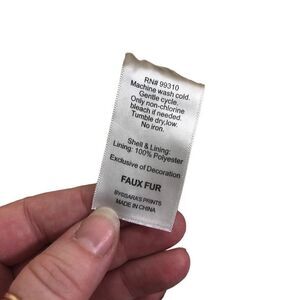 RN# 99310
Machine wash cold.
Gentle cycle.
Only non-chlorine
bleach if needed.
Tumble dry,low.
No iron.
Shell & Lining:
Lining: 100% Polyester
Exclusive of Decoration
FAUX FUR
PRINTS
MADE IN CHINA